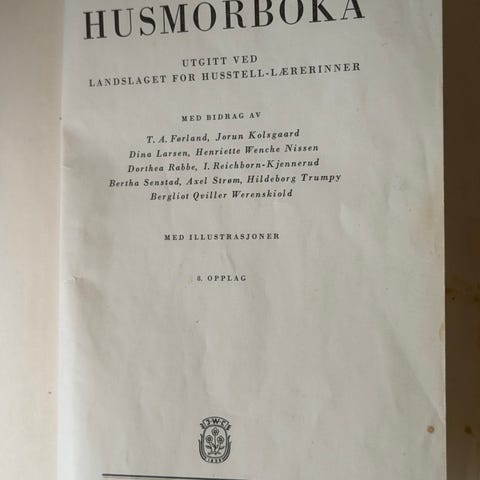 HUSMORBOKA
UTGITT VED
LANDSLAGET FOR HUSSTELL-LÆRERINNER
MED BIDRAG AV
T. A. Førland, Jorun Kolsgaard
Dina Larsen, Henriette Wenche Nissen
Dorthea Rabbe, I. Reichborn-Kjennerud
Bertha Senstad, Axel Strøm, Hildeborg Trumpy
Bergliot Qviller Werenskiold
MED ILLUSTRASJONER
8. OPPLAG